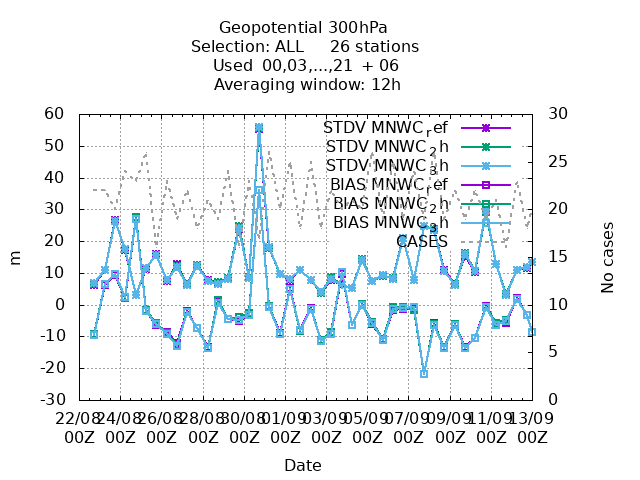 Geopotential 300hPa
Selection: ALL 26 stations
Used 00,03,...,21 + 06
Averaging window: 12h
60
50
40
30
20
10
0
-10
-20
-30
30
25
20
15
10
5
0
m
No cases
STDV MNWC_ref
STDV MNWC_2h
STDV MNWC_3h
BIAS MNWC_ref
BIAS MNWC_2h
BIAS MNWC_3h
CASES
22/08 24/08 26/08 28/08 30/08 01/09 03/09 05/09 07/09 09/09 11/09 13/09
00Z 00Z 00Z 00Z 00Z 00Z 00Z 00Z 00Z 00Z 00Z 00Z
Date